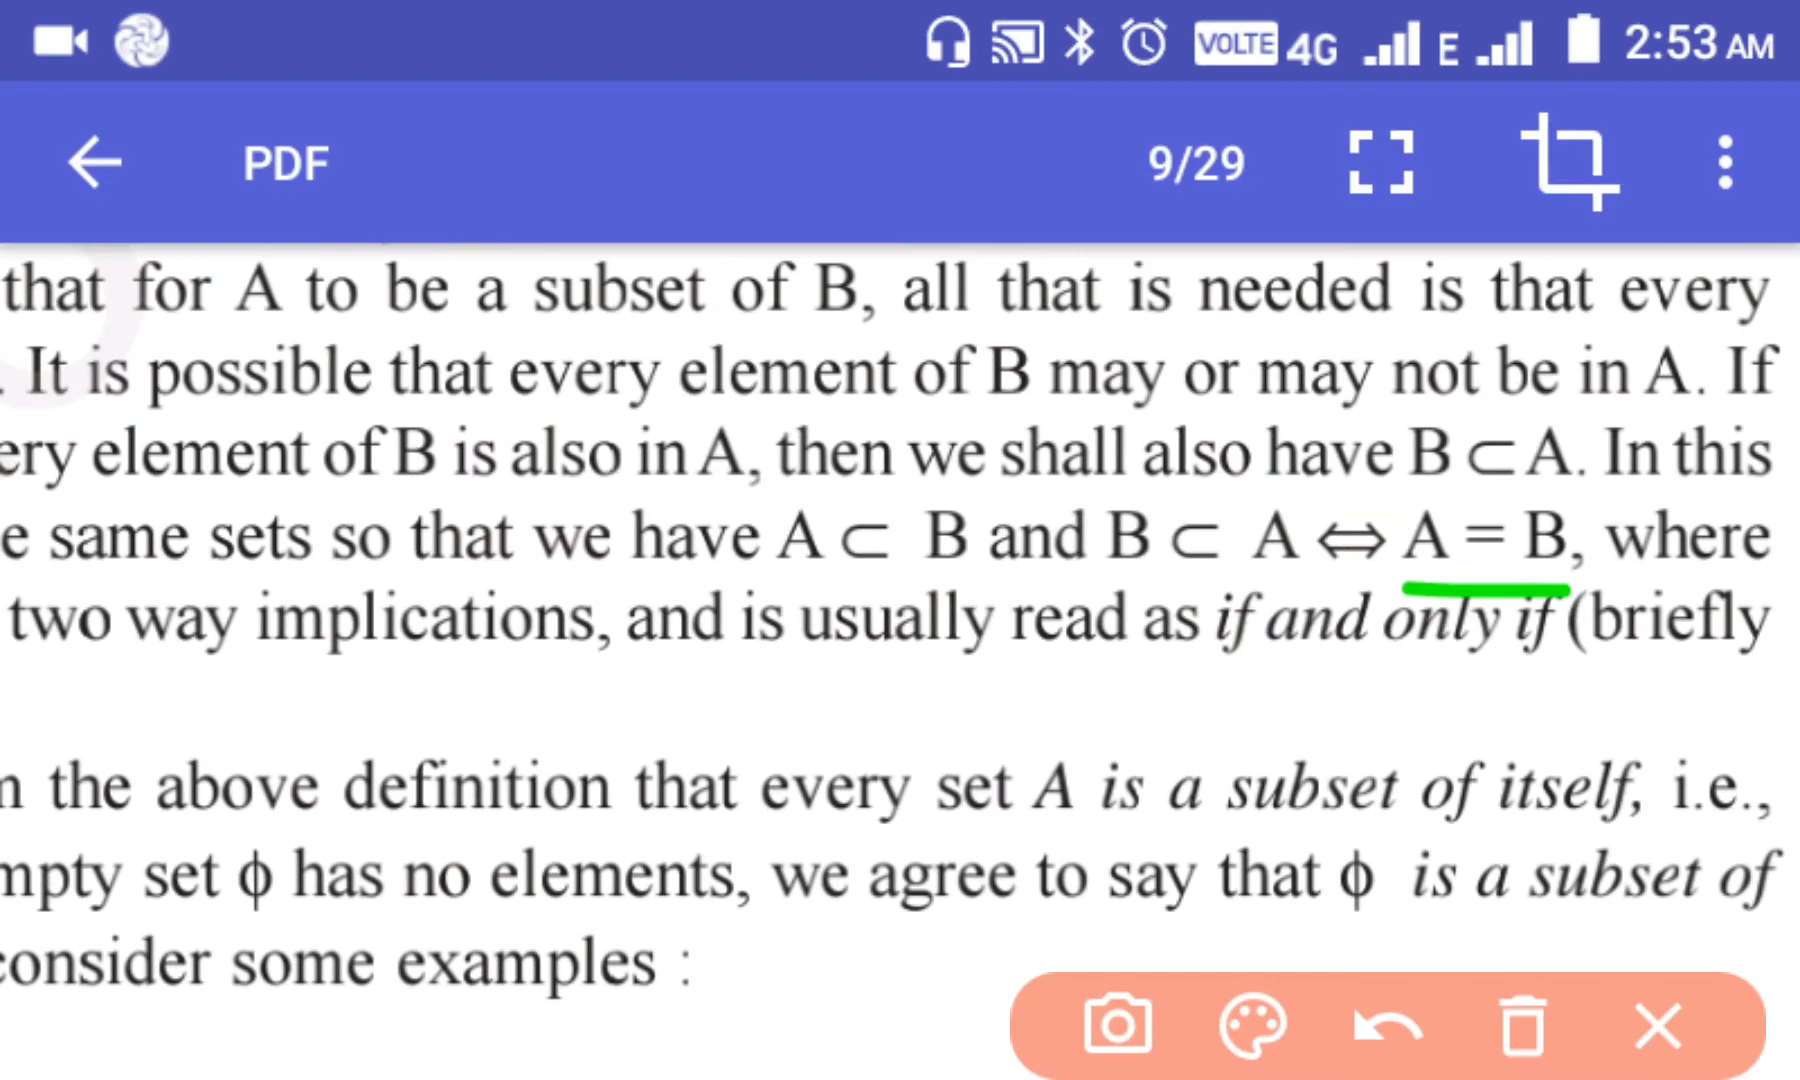 VOLTE 4G E 2:53 AM
PDF 9/29
that for A to be a subset of B, all that is needed is that every
. It is possible that every element of B may or may not be in A. If
ery element of B is also in A, then we shall also have B ⊂ A. In this
e same sets so that we have A ⊂ B and B ⊂ A ⇔ A = B, where
two way implications, and is usually read as if and only if (briefly
n the above definition that every set A is a subset of itself, i.e.,
mpty set ϕ has no elements, we agree to say that ϕ is a subset of
consider some examples :